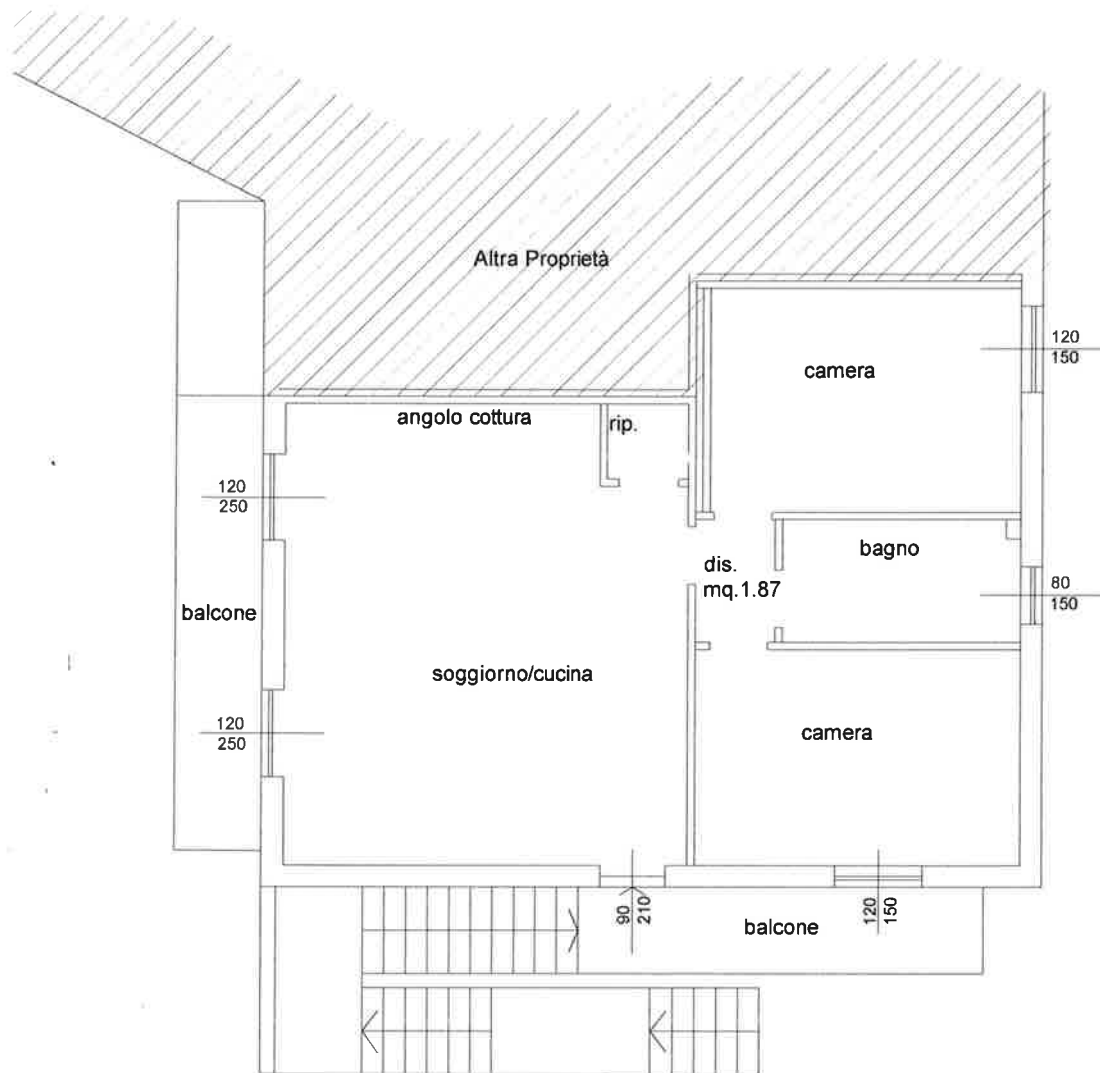 Altra Proprietà
120
150
camera
angolo cottura
rip.
120
250
bagno
dis.
mq.1.87
80
150
balcone
soggiorno/cucina
120
250
camera
90
210
120
150
balcone